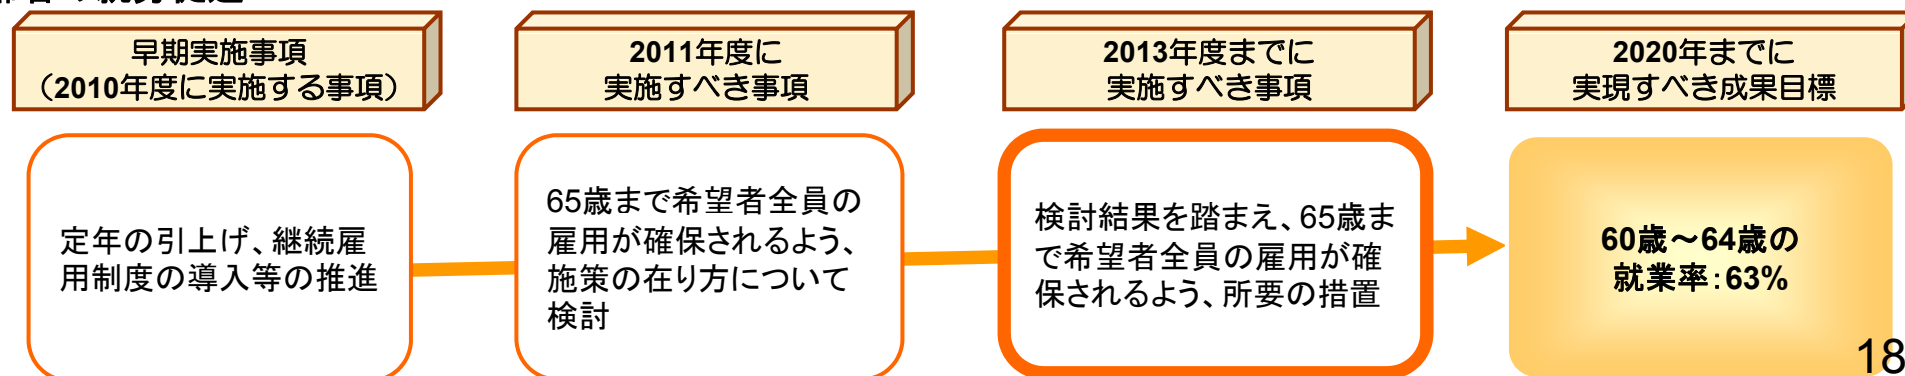 早期実施事項
（2010年度に実施する事項）
2011年度に
実施すべき事項
2013年度までに
実施すべき事項
2020年までに
実現すべき成果目標
定年の引上げ、継続雇
用制度の導入等の推進
65歳まで希望者全員の
雇用が確保されるよう、
施策の在り方について
検討
検討結果を踏まえ、65歳ま
で希望者全員の雇用が確
保されるよう、所要の措置
60歳～64歳の
就業率：63%
18